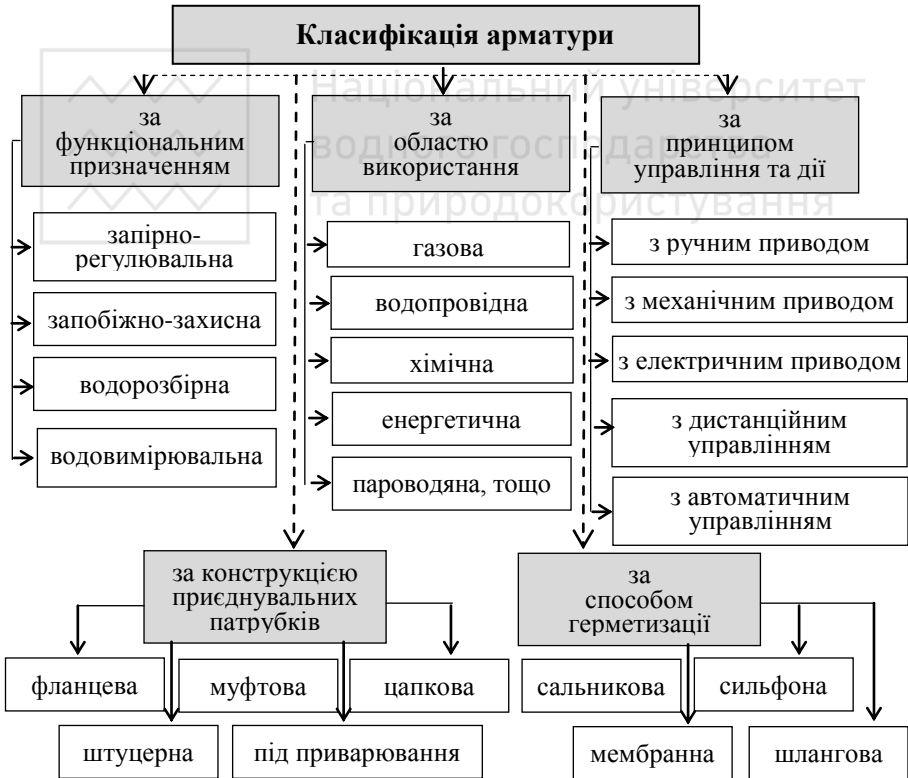 Класифікація арматури
Національний університет
водного господарства
та природокористування
за
функціональним
призначенням
запірно-
регулювальна
запобіжно-захисна
водорозбірна
водовимірювальна
за
областю
використання
газова
водопровідна
хімічна
енергетична
пароводяна, тощо
за
принципом
управління та дії
з ручним приводом
з механічним приводом
з електричним приводом
з дистанційним
управлінням
з автоматичним
управлінням
за конструкцією
приєднувальних
патрубків
фланцева
муфтова
цапкова
штуцерна
під приварювання
за
способом
герметизації
сальникова
сильфона
мембранна
шлангова